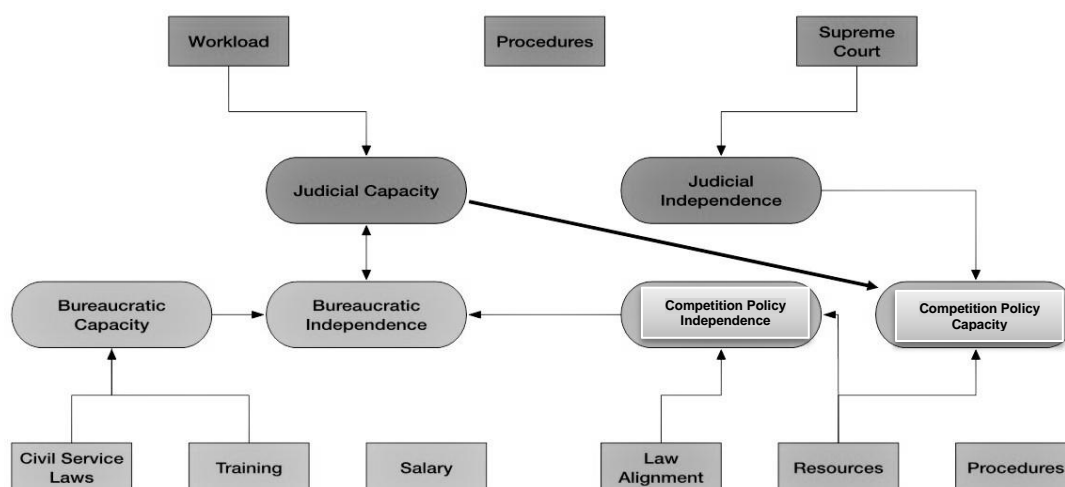 Workload
Procedures
Supreme
Court
Judicial Capacity
Judicial
Independence
Bureaucratic
Capacity
Bureaucratic
Independence
Competition Policy
Independence
Competition Policy
Capacity
Civil Service
Laws
Training
Salary
Law
Alignment
Resources
Procedures